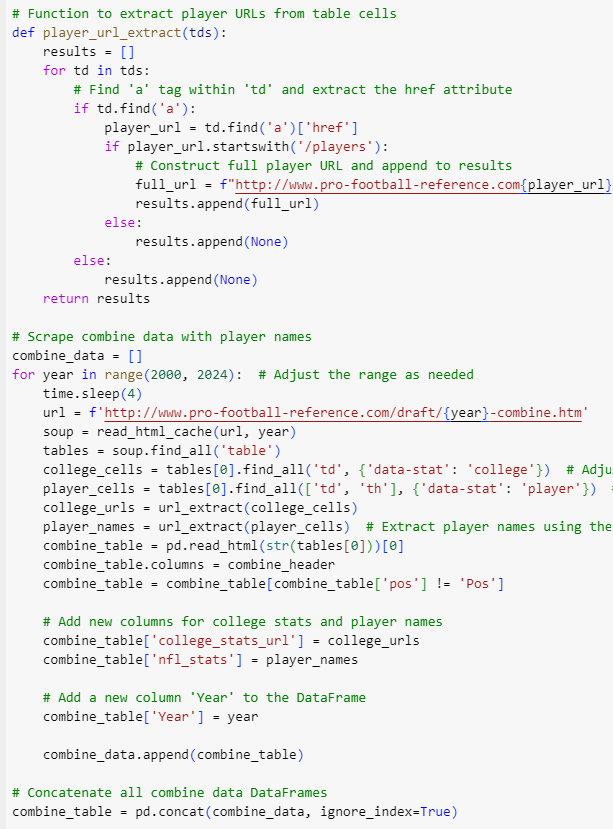 # Function to extract player URLs from table cells
def player_url_extract(tds):
    results = []
    for td in tds:
        # Find 'a' tag within 'td' and extract the href attribute
        if td.find('a'):
            player_url = td.find('a')['href']
            if player_url.startswith('/players'):
                # Construct full player URL and append to results
                full_url = f"http://www.pro-football-reference.com{player_url}
                results.append(full_url)
            else:
                results.append(None)
        else:
            results.append(None)
    return results

# Scrape combine data with player names
combine_data = []
for year in range(2000, 2024):  # Adjust the range as needed
    time.sleep(4)
    url = f'http://www.pro-football-reference.com/draft/{year}-combine.htm'
    soup = read_html_cache(url, year)
    tables = soup.find_all('table')
    college_cells = tables[0].find_all('td', {'data-stat': 'college'})  # Adju
    player_cells = tables[0].find_all(['td', 'th'], {'data-stat': 'player'})  #
    college_urls = url_extract(college_cells)
    player_names = url_extract(player_cells)  # Extract player names using the
    combine_table = pd.read_html(str(tables[0]))[0]
    combine_table.columns = combine_header
    combine_table = combine_table[combine_table['pos'] != 'Pos']

    # Add new columns for college stats and player names
    combine_table['college_stats_url'] = college_urls
    combine_table['nfl_stats'] = player_names

    # Add a new column 'Year' to the DataFrame
    combine_table['Year'] = year

    combine_data.append(combine_table)

# Concatenate all combine data DataFrames
combine_table = pd.concat(combine_data, ignore_index=True)